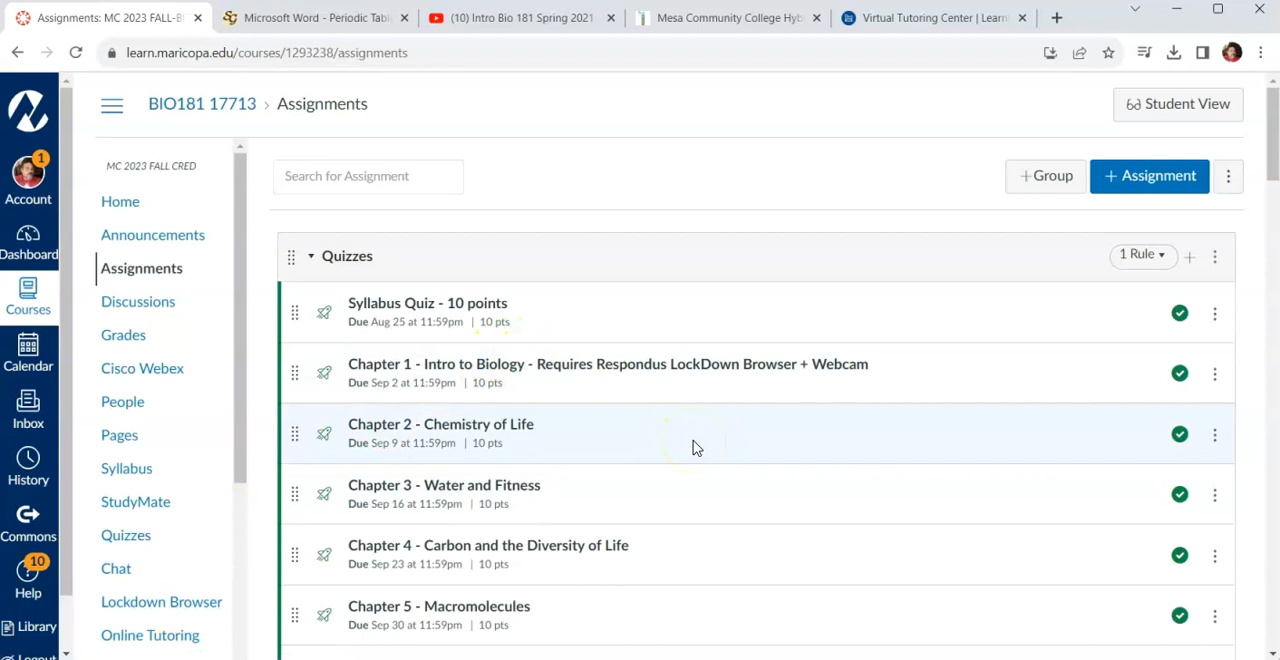 Assignments: MC 2023 FALL-BI
Microsoft Word - Periodic Tabl
(10) Intro Bio 181 Spring 2021
Mesa Community College Hyb
Virtual Tutoring Center | Learn
learn.maricopa.edu/courses/1293238/assignments
BIO181 17713 › Assignments
Student View
1
Account
Dashboard
Courses
Calendar
Inbox
History
Commons
10
Help
Library
Logout
MC 2023 FALL CRED
Home
Announcements
Assignments
Discussions
Grades
Cisco Webex
People
Pages
Syllabus
StudyMate
Quizzes
Chat
Lockdown Browser
Online Tutoring
Search for Assignment
+Group
+ Assignment
Quizzes
1 Rule
Syllabus Quiz - 10 points
Due Aug 25 at 11:59pm | 10 pts
Chapter 1 - Intro to Biology - Requires Respondus LockDown Browser + Webcam
Due Sep 2 at 11:59pm | 10 pts
Chapter 2 - Chemistry of Life
Due Sep 9 at 11:59pm | 10 pts
Chapter 3 - Water and Fitness
Due Sep 16 at 11:59pm | 10 pts
Chapter 4 - Carbon and the Diversity of Life
Due Sep 23 at 11:59pm | 10 pts
Chapter 5 - Macromolecules
Due Sep 30 at 11:59pm | 10 pts